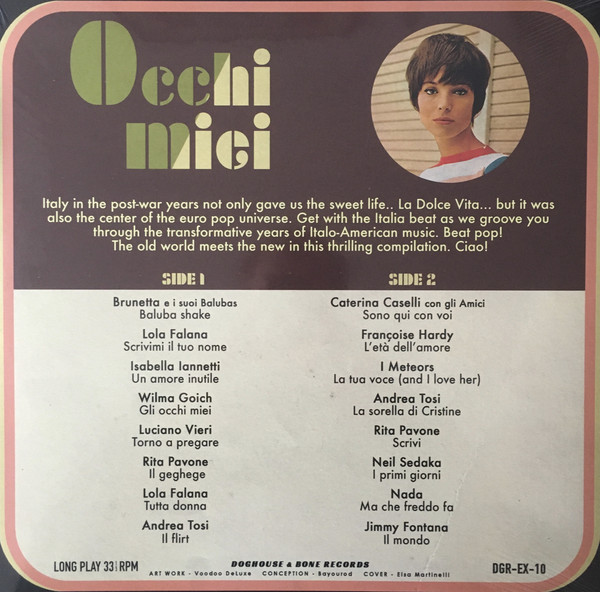 Occhi
miei
Italy in the post-war years not only gave us the sweet life.. La Dolce Vita... but it was
also the center of the euro pop universe. Get with the Italia beat as we groove you
through the transformative years of Italo-American music. Beat pop!
The old world meets the new in this thrilling compilation. Ciao!
SIDE 1
Brunetta e i suoi Balubas
Baluba shake
Lola Falana
Scrivimi il tuo nome
Isabella Iannetti
Un amore inutile
Wilma Goich
Gli occhi miei
Luciano Vieri
Torno a pregare
Rita Pavone
Il geghege
Lola Falana
Tutta donna
Andrea Tosi
Il flirt
SIDE 2
Caterina Caselli con gli Amici
Sono qui con voi
Françoise Hardy
L'età dell'amore
I Meteors
La tua voce (and I love her)
Andrea Tosi
La sorella di Cristine
Rita Pavone
Scrivi
Neil Sedaka
I primi giorni
Nada
Ma che freddo fa
Jimmy Fontana
Il mondo
LONG PLAY 33|RPM
DOGHOUSE & BONE RECORDS
ART WORK - Voodoo DeLuxe CONCEPTION - Bayourod COVER - Elsa Martinelli
DGR-EX-10